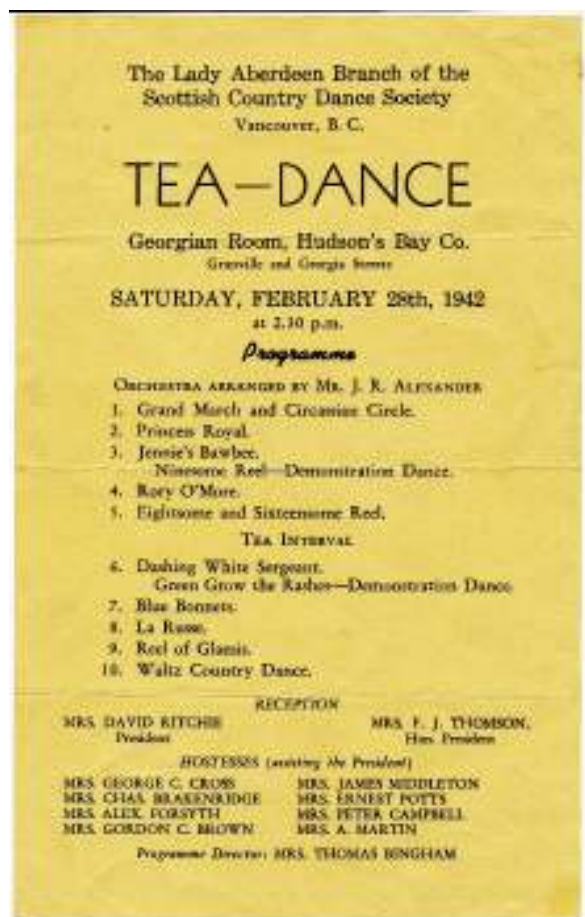 The Lady Aberdeen Branch of the
Scottish Country Dance Society
Vancouver, B. C.
TEA—DANCE
Georgian Room, Hudson's Bay Co.
Granville and Georgia Streets
SATURDAY, FEBRUARY 28th, 1942
at 2.30 p.m.
Programme
ORCHESTRA ARRANGED BY MR. J. R. ALEXANDER
1. Grand March and Circassian Circle.
2. Princess Royal.
3. Jennie's Bawbee.
Ninesome Reel—Demonstration Dance.
4. Rory O'More.
5. Eightsome and Sixteensome Reel.
TEA INTERVAL
6. Dashing White Sergeant.
Green Grow the Rashes—Demonstration Dance
7. Blue Bonnets.
8. La Russe.
9. Reel of Glamis.
10. Waltz Country Dance.
RECEPTION
MRS. DAVID RITCHIE
President
MRS. F. J. THOMSON,
Hon. President
HOSTESSES (assisting the President)
MRS. GEORGE C. CROSS
MRS. CHAS. BRAKENRIDGE
MRS. ALEX. FORSYTH
MRS. GORDON C. BROWN
MRS. JAMES MIDDLETON
MRS. ERNEST POTTS
MRS. PETER CAMPBELL
MRS. A. MARTIN
Programme Director: MRS. THOMAS BINGHAM